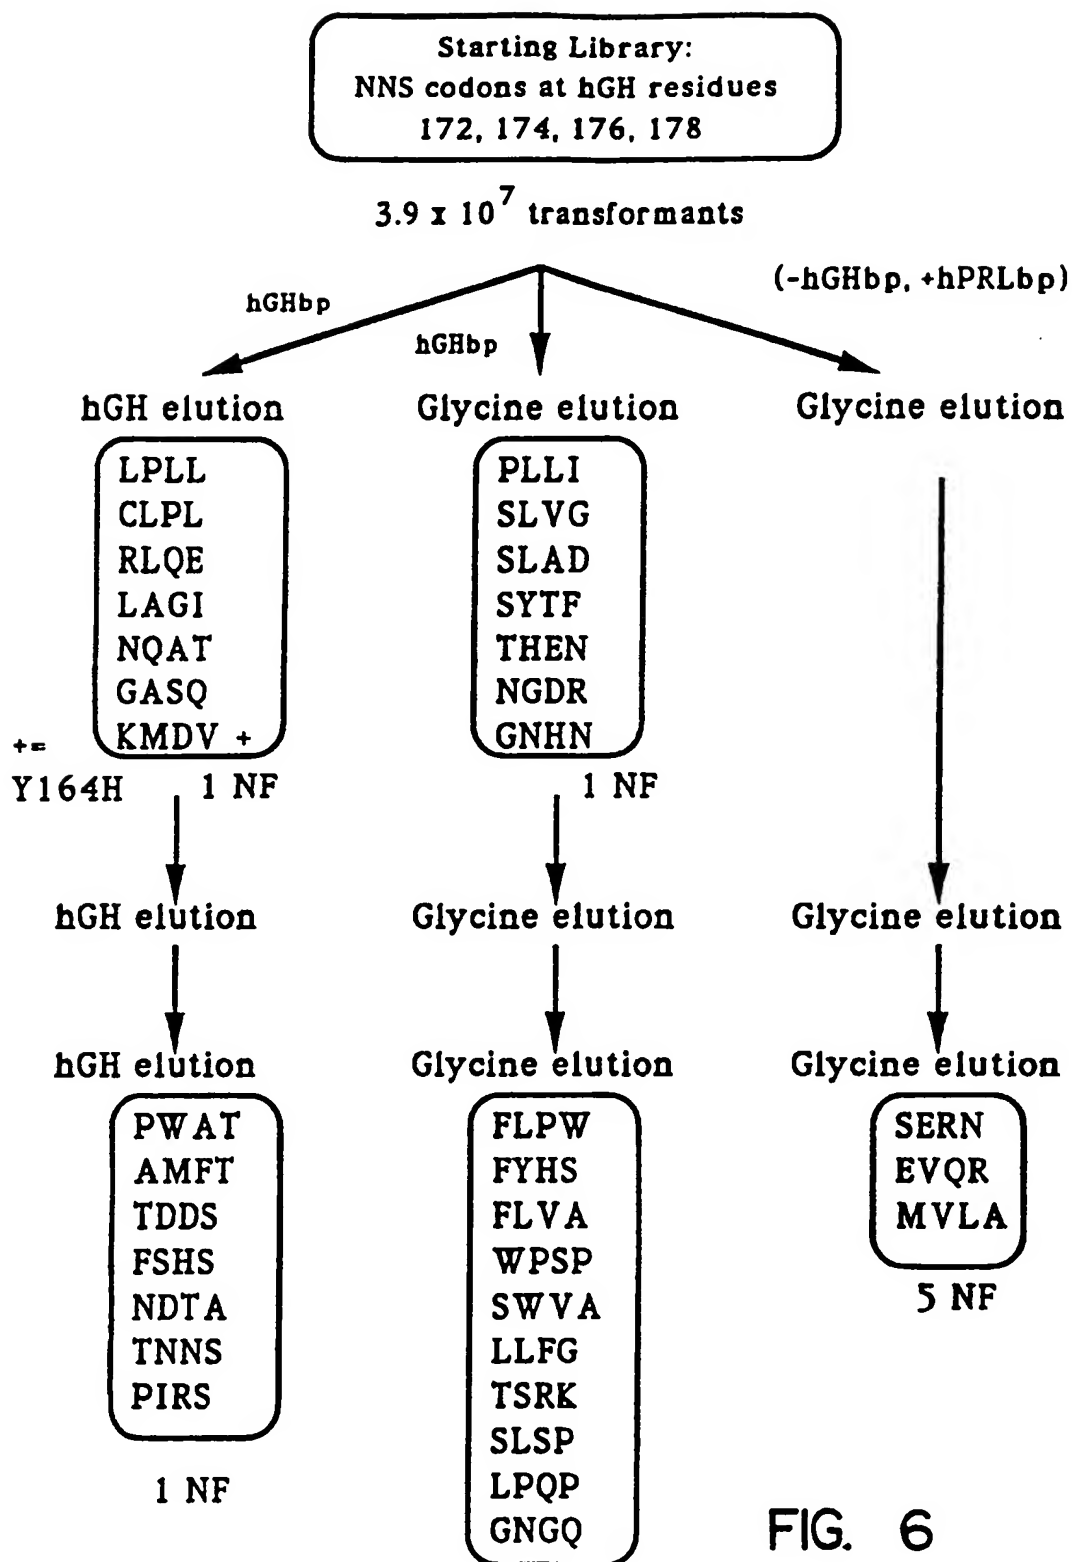 Starting Library:
NNS codons at hGH residues
172, 174, 176, 178
3.9 x 10^7 transformants
(-hGHbp, +hPRLbp)
hGHbp
hGHbp
hGH elution
LPLL
CLPL
RLQE
LAGI
NQAT
GASQ
KMDV +
+=
Y164H
1 NF
hGH elution
hGH elution
PWAT
AMFT
TDDS
FSHS
NDTA
TNNS
PIRS
1 NF
Glycine elution
PLLI
SLVG
SLAD
SYTF
THEN
NGDR
GNHN
1 NF
Glycine elution
Glycine elution
FLPW
FYHS
FLVA
WPSP
SWVA
LLFG
TSRK
SLSP
LPQP
GNGQ
Glycine elution
Glycine elution
Glycine elution
SERN
EVQR
MVLA
5 NF
FIG. 6